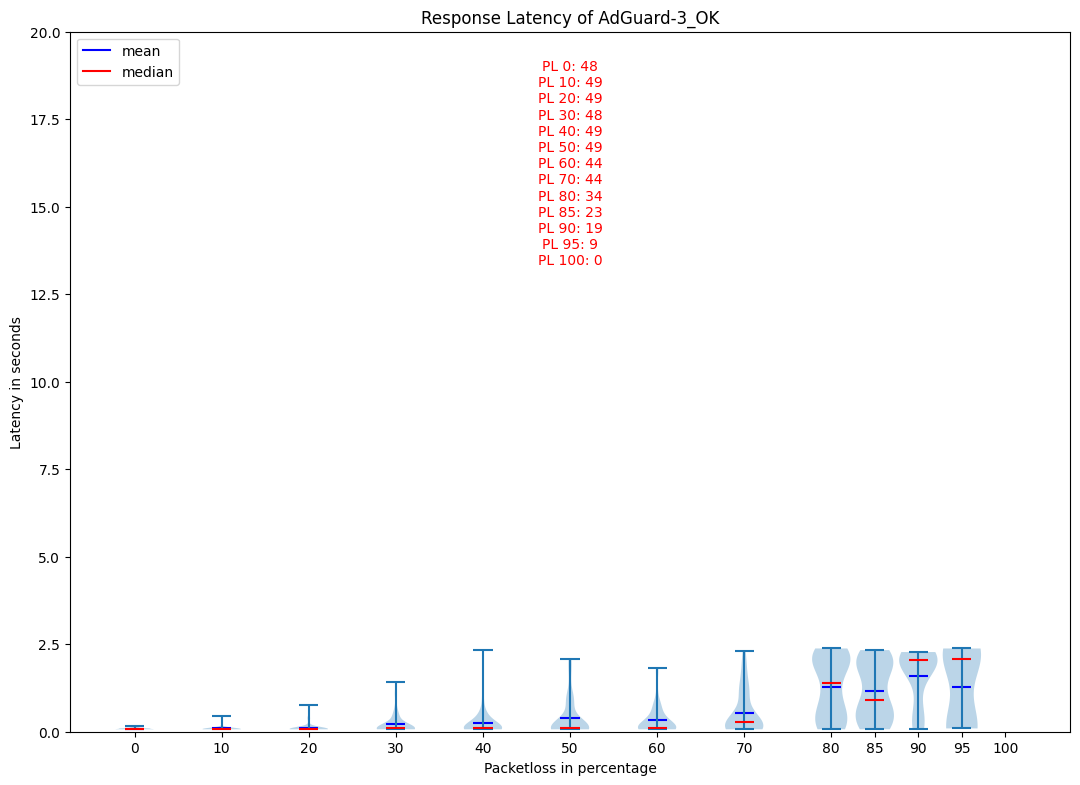 Response Latency of AdGuard-3_OK
mean
median
PL 0: 48
PL 10: 49
PL 20: 49
PL 30: 48
PL 40: 49
PL 50: 49
PL 60: 44
PL 70: 44
PL 80: 34
PL 85: 23
PL 90: 19
PL 95: 9
PL 100: 0
Latency in seconds
20.0
17.5
15.0
12.5
10.0
7.5
5.0
2.5
0.0
0 10 20 30 40 50 60 70 80 85 90 95 100
Packetloss in percentage